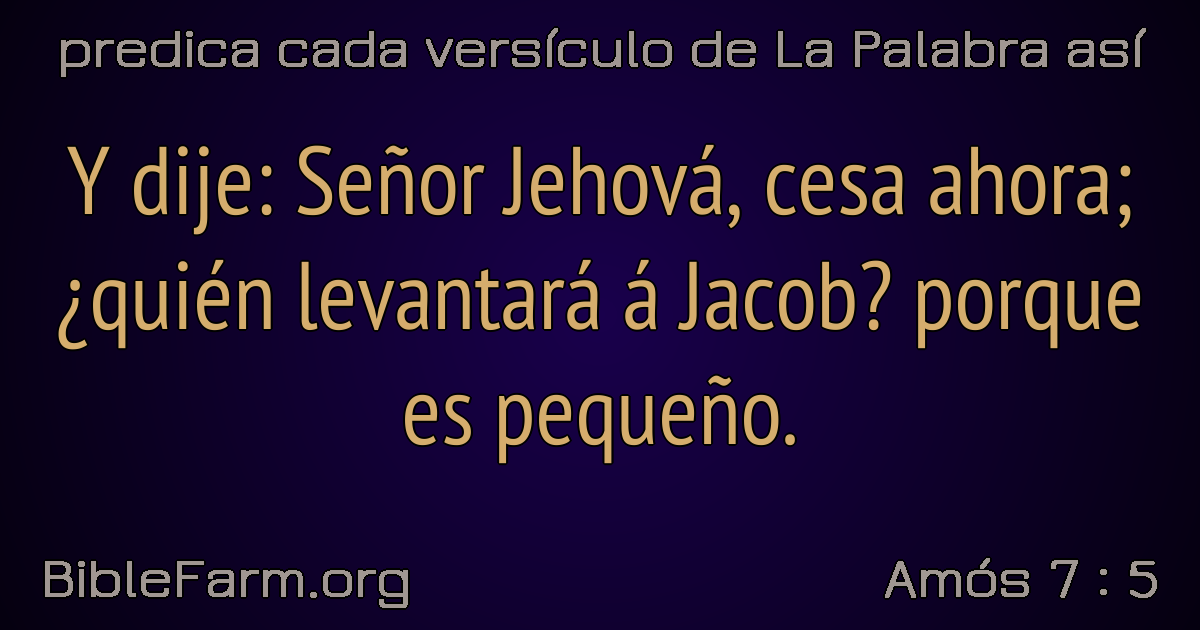 predica cada versículo de La Palabra así
Y dije: Señor Jehová, cesa ahora;
¿quién levantará á Jacob? porque
es pequeño.
BibleFarm.org
Amós 7 : 5